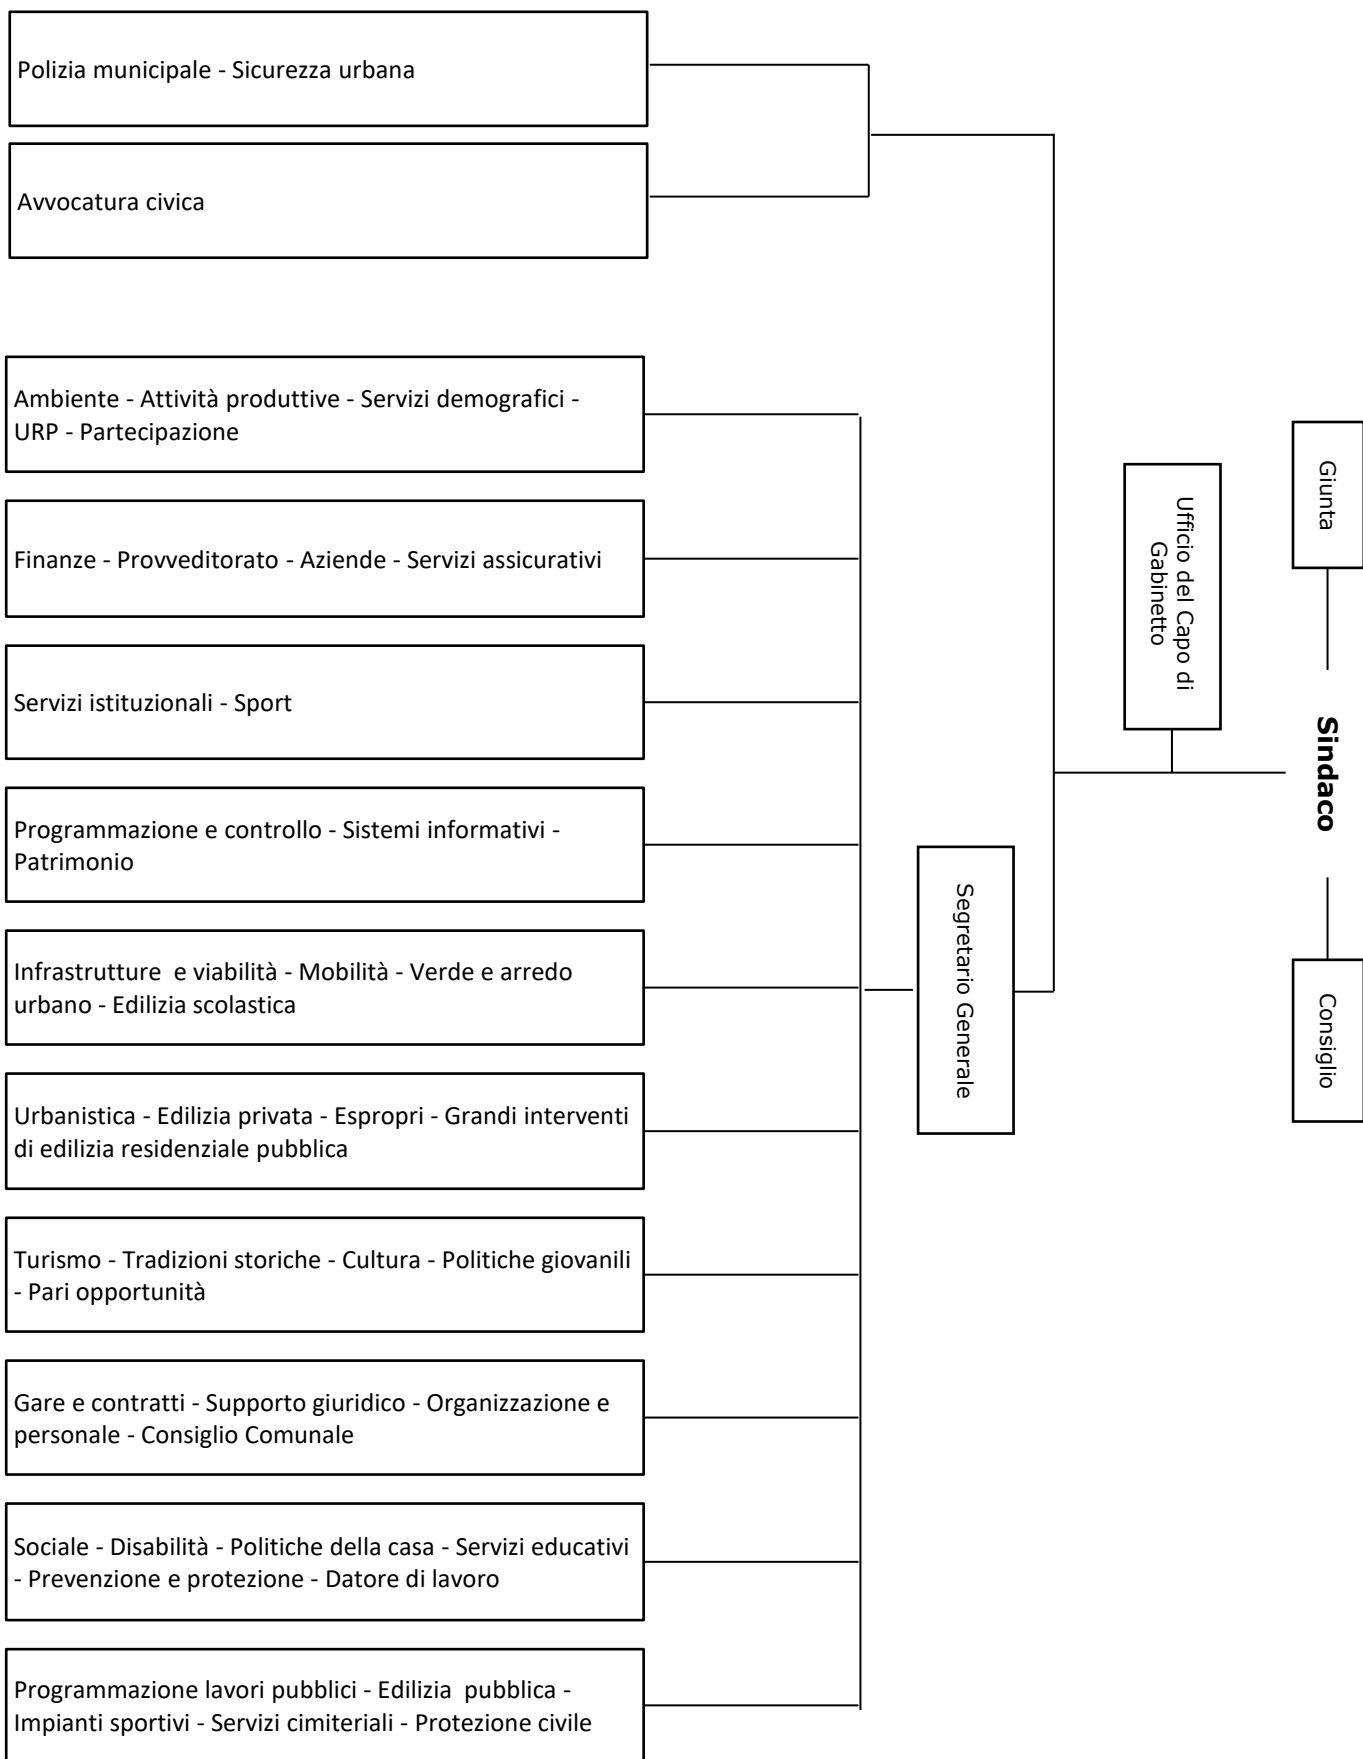 Polizia municipale - Sicurezza urbana
Avvocatura civica
Ambiente - Attività produttive - Servizi demografici -
URP - Partecipazione
Finanze - Provveditorato - Aziende - Servizi assicurativi
Servizi istituzionali - Sport
Programmazione e controllo - Sistemi informativi -
Patrimonio
Infrastrutture  e viabilità - Mobilità - Verde e arredo
urbano - Edilizia scolastica
Urbanistica - Edilizia privata - Espropri - Grandi interventi
di edilizia residenziale pubblica
Turismo - Tradizioni storiche - Cultura - Politiche giovanili
- Pari opportunità
Gare e contratti - Supporto giuridico - Organizzazione e
personale - Consiglio Comunale
Sociale - Disabilità - Politiche della casa - Servizi educativi
- Prevenzione e protezione - Datore di lavoro
Programmazione lavori pubblici - Edilizia  pubblica -
Impianti sportivi - Servizi cimiteriali - Protezione civile
Segretario Generale
Ufficio del Capo di
Gabinetto
Giunta
Sindaco
Consiglio